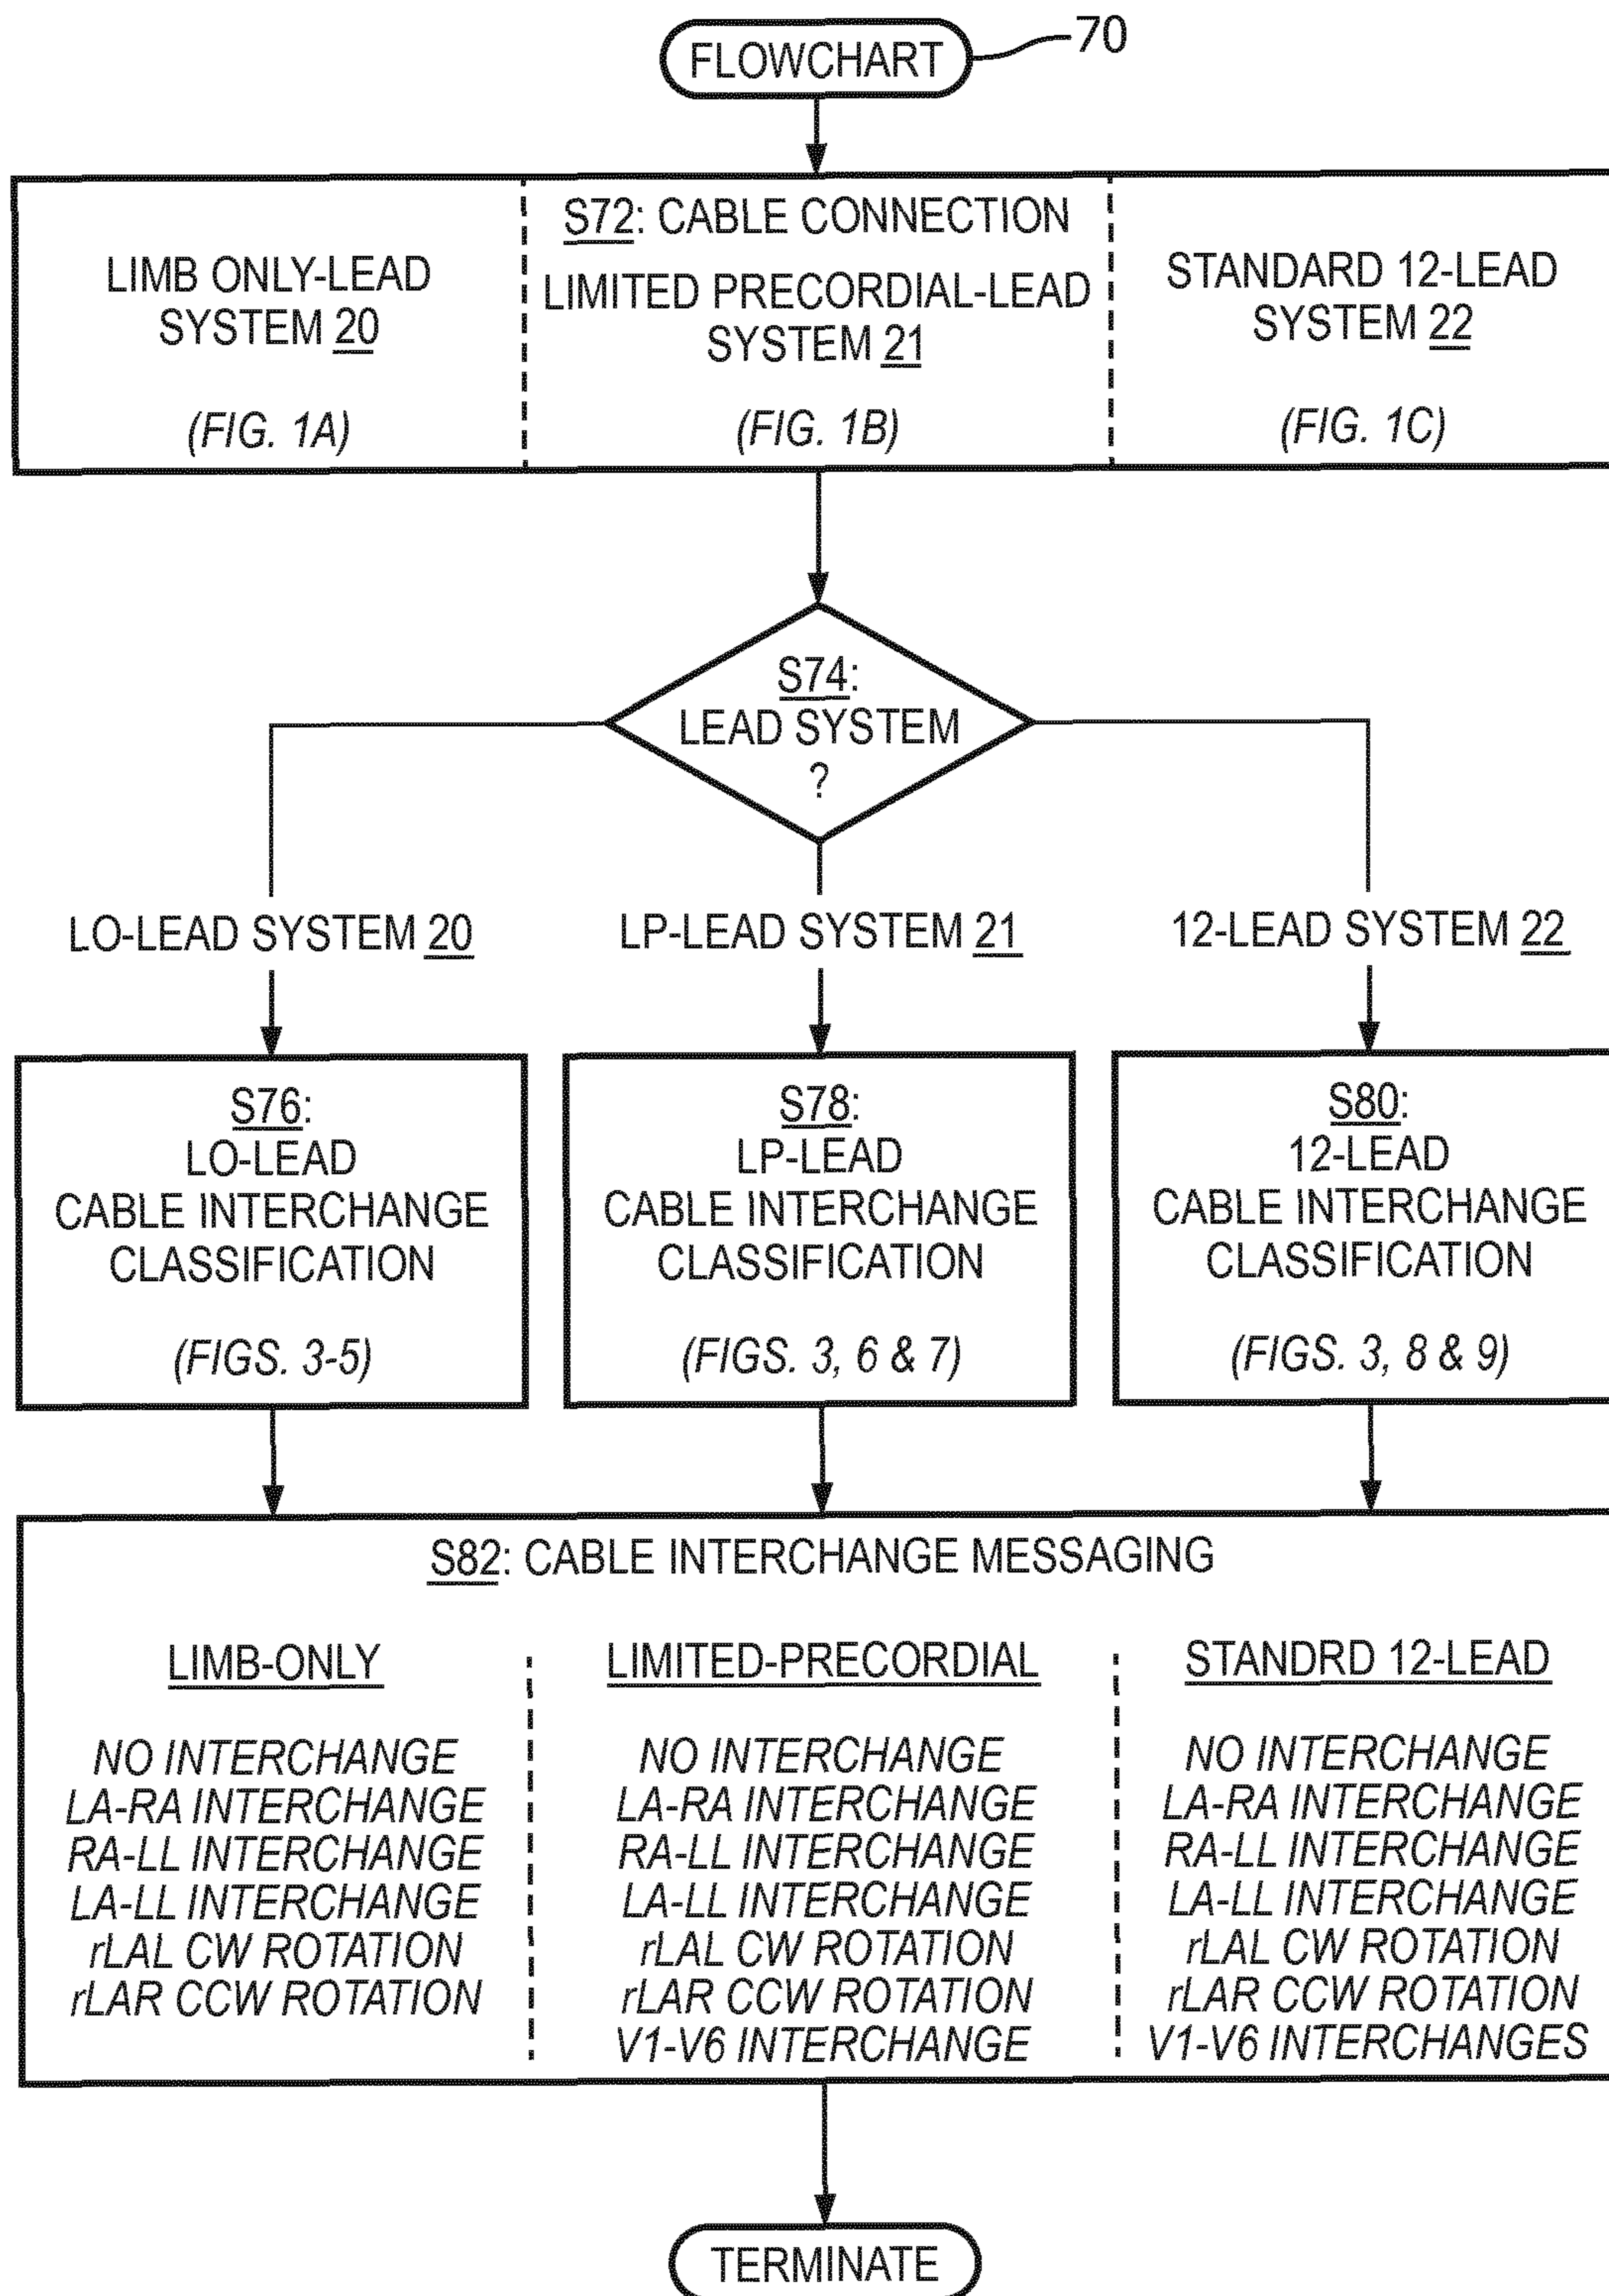 FLOWCHART
70
S72: CABLE CONNECTION
LIMB ONLY-LEAD
SYSTEM 20
(FIG. 1A)
LIMITED PRECORDIAL-LEAD
SYSTEM 21
(FIG. 1B)
STANDARD 12-LEAD
SYSTEM 22
(FIG. 1C)
S74:
LEAD SYSTEM
?
LO-LEAD SYSTEM 20
LP-LEAD SYSTEM 21
12-LEAD SYSTEM 22
S76:
LO-LEAD
CABLE INTERCHANGE
CLASSIFICATION
(FIGS. 3-5)
S78:
LP-LEAD
CABLE INTERCHANGE
CLASSIFICATION
(FIGS. 3, 6 & 7)
S80:
12-LEAD
CABLE INTERCHANGE
CLASSIFICATION
(FIGS. 3, 8 & 9)
S82: CABLE INTERCHANGE MESSAGING
LIMB-ONLY
NO INTERCHANGE
LA-RA INTERCHANGE
RA-LL INTERCHANGE
LA-LL INTERCHANGE
rLAL CW ROTATION
rLAR CCW ROTATION
LIMITED-PRECORDIAL
NO INTERCHANGE
LA-RA INTERCHANGE
RA-LL INTERCHANGE
LA-LL INTERCHANGE
rLAL CW ROTATION
rLAR CCW ROTATION
V1-V6 INTERCHANGE
STANDRD 12-LEAD
NO INTERCHANGE
LA-RA INTERCHANGE
RA-LL INTERCHANGE
LA-LL INTERCHANGE
rLAL CW ROTATION
rLAR CCW ROTATION
V1-V6 INTERCHANGES
TERMINATE